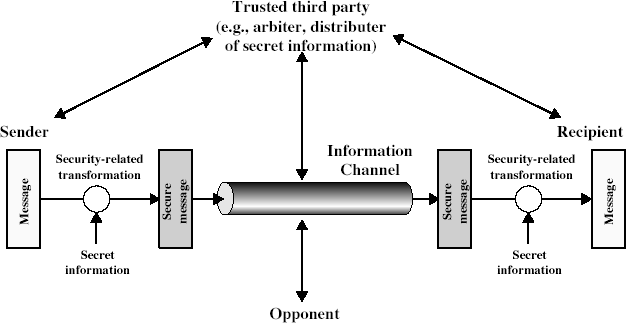 Trusted third party
(e.g., arbiter, distributer
of secret information)
Sender
Recipient
Information
Channel
Security-related
transformation
Security-related
transformation
Message
Secure
message
Secure
message
Message
Secret
information
Secret
information
Opponent